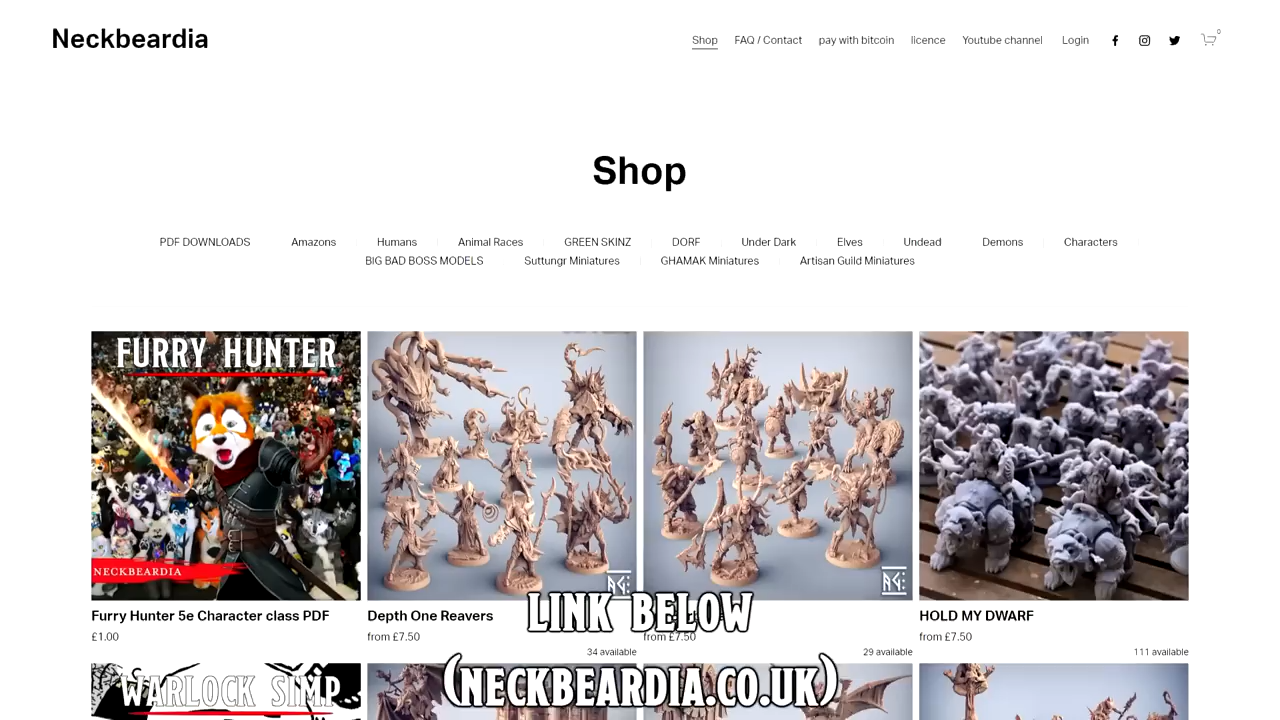 Neckbeardia
Shop FAQ / Contact pay with bitcoin licence Youtube channel Login 0
Shop
PDF DOWNLOADS Amazons Humans Animal Races GREEN SKINZ DORF Under Dark Elves Undead Demons Characters
BIG BAD BOSS MODELS Suttungr Miniatures GHAMAK Miniatures Artisan Guild Miniatures
FURRY HUNTER
NECKBEARDIA
Furry Hunter 5e Character class PDF
£1.00
Depth One Reavers
from £7.50
34 available
from £7.50
29 available
HOLD MY DWARF
from £7.50
111 available
LINK BELOW
WARLOCK SIMP
(NECKBEARDIA.CO.UK)